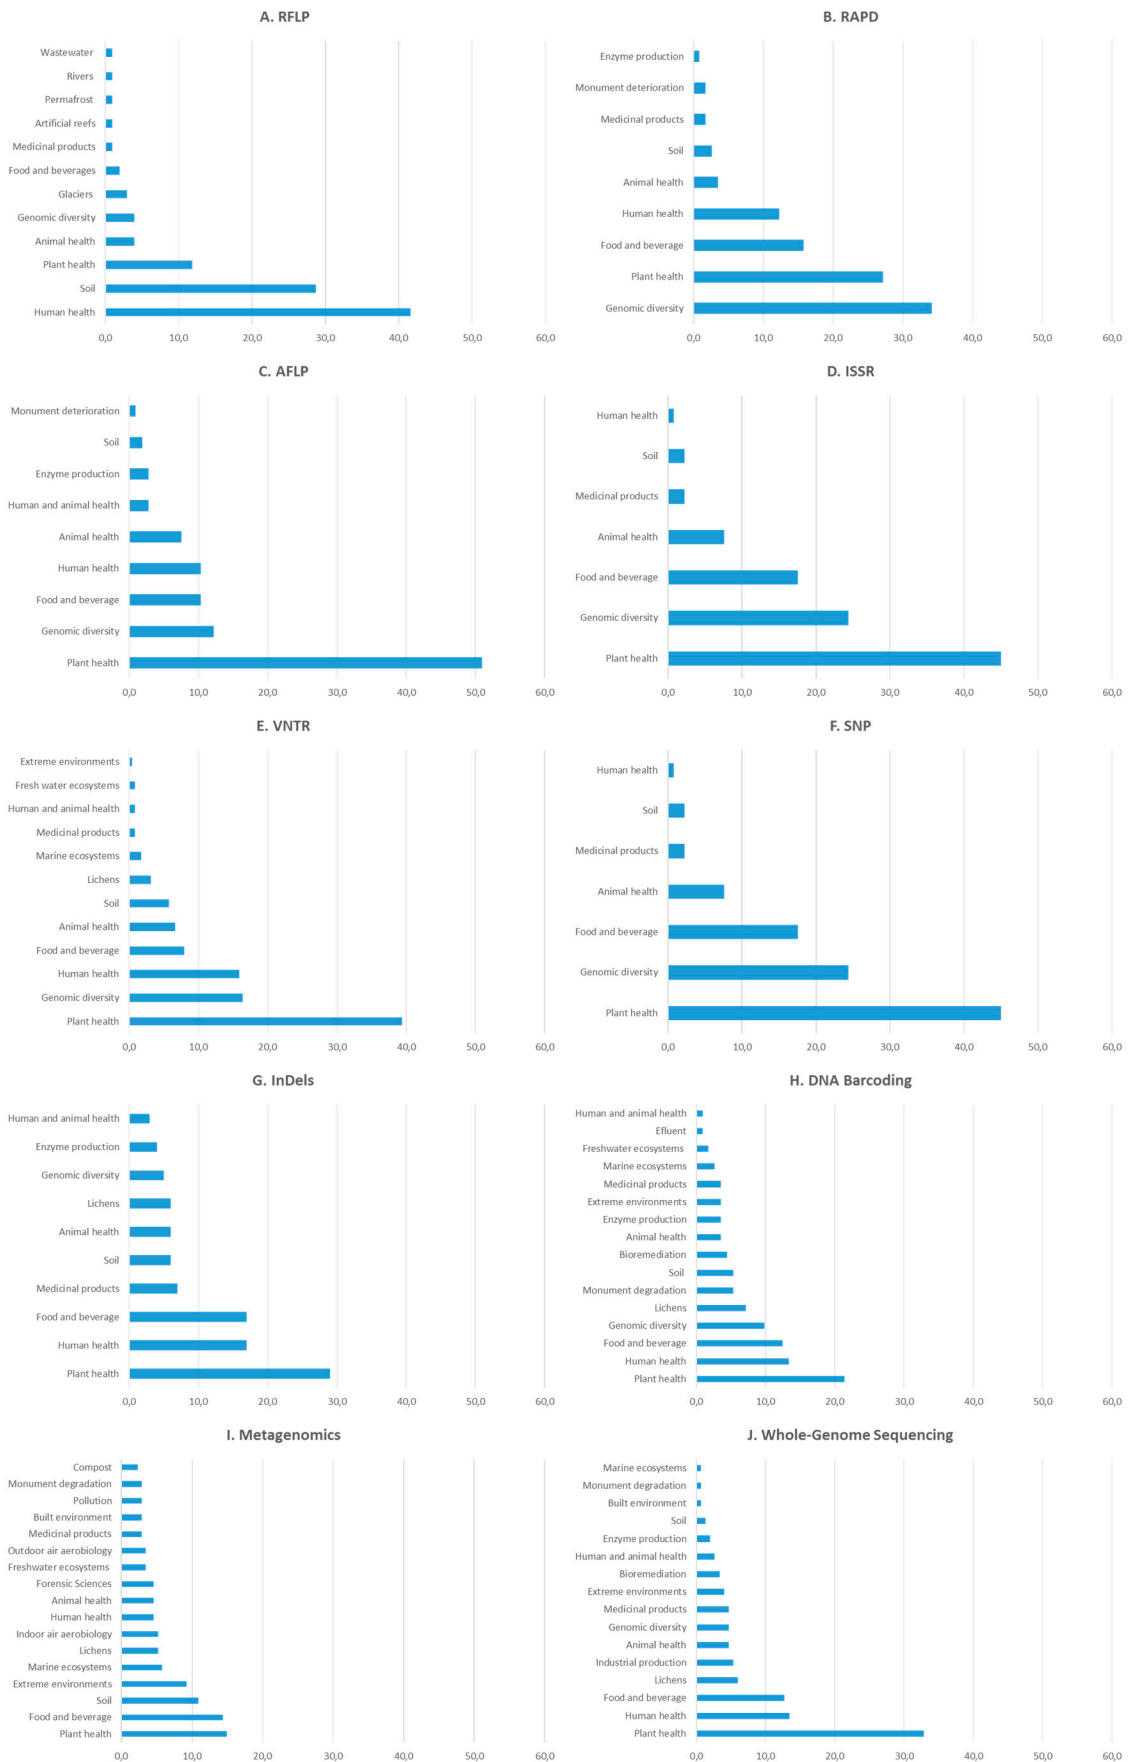 A. RFLP
Wastewater
Rivers
Permafrost
Artificial reefs
Medicinal products
Food and beverages
Glaciers
Genomic diversity
Animal health
Plant health
Soil
Human health
0,0 10,0 20,0 30,0 40,0 50,0 60,0
B. RAPD
Enzyme production
Monument deterioration
Medicinal products
Soil
Animal health
Human health
Food and beverage
Plant health
Genomic diversity
0,0 10,0 20,0 30,0 40,0 50,0 60,0
C. AFLP
Monument deterioration
Soil
Enzyme production
Human and animal health
Animal health
Human health
Food and beverage
Genomic diversity
Plant health
0,0 10,0 20,0 30,0 40,0 50,0 60,0
D. ISSR
Human health
Soil
Medicinal products
Animal health
Food and beverage
Genomic diversity
Plant health
0,0 10,0 20,0 30,0 40,0 50,0 60,0
E. VNTR
Extreme environments
Fresh water ecosystems
Human and animal health
Medicinal products
Marine ecosystems
Lichens
Soil
Animal health
Food and beverage
Human health
Genomic diversity
Plant health
0,0 10,0 20,0 30,0 40,0 50,0 60,0
F. SNP
Human health
Soil
Medicinal products
Animal health
Food and beverage
Genomic diversity
Plant health
0,0 10,0 20,0 30,0 40,0 50,0 60,0
G. InDels
Human and animal health
Enzyme production
Genomic diversity
Lichens
Animal health
Soil
Medicinal products
Food and beverage
Human health
Plant health
0,0 10,0 20,0 30,0 40,0 50,0 60,0
H. DNA Barcoding
Human and animal health
Efluent
Freshwater ecosystems
Marine ecosystems
Medicinal products
Extreme environments
Enzyme production
Animal health
Bioremediation
Soil
Monument degradation
Lichens
Genomic diversity
Food and beverage
Human health
Plant health
0,0 10,0 20,0 30,0 40,0 50,0 60,0
I. Metagenomics
Compost
Monument degradation
Pollution
Built environment
Medicinal products
Outdoor air aerobiology
Freshwater ecosystems
Forensic Sciences
Animal health
Human health
Indoor air aerobiology
Lichens
Marine ecosystems
Extreme environments
Soil
Food and beverage
Plant health
0,0 10,0 20,0 30,0 40,0 50,0 60,0
J. Whole-Genome Sequencing
Marine ecosystems
Monument degradation
Built environment
Soil
Enzyme production
Human and animal health
Bioremediation
Extreme environments
Medicinal products
Genomic diversity
Animal health
Industrial production
Lichens
Food and beverage
Human health
Plant health
0,0 10,0 20,0 30,0 40,0 50,0 60,0